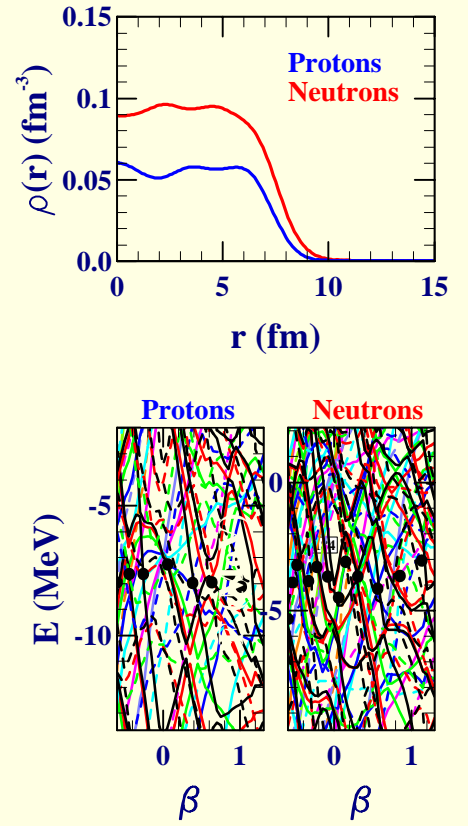 0.15
0.1
0.05
0.0
ρ(r) (fm⁻³)
Protons
Neutrons
0 5 10 15
r (fm)
Protons Neutrons
E (MeV)
-5
-10
0
-5
0 1 0 1
β β